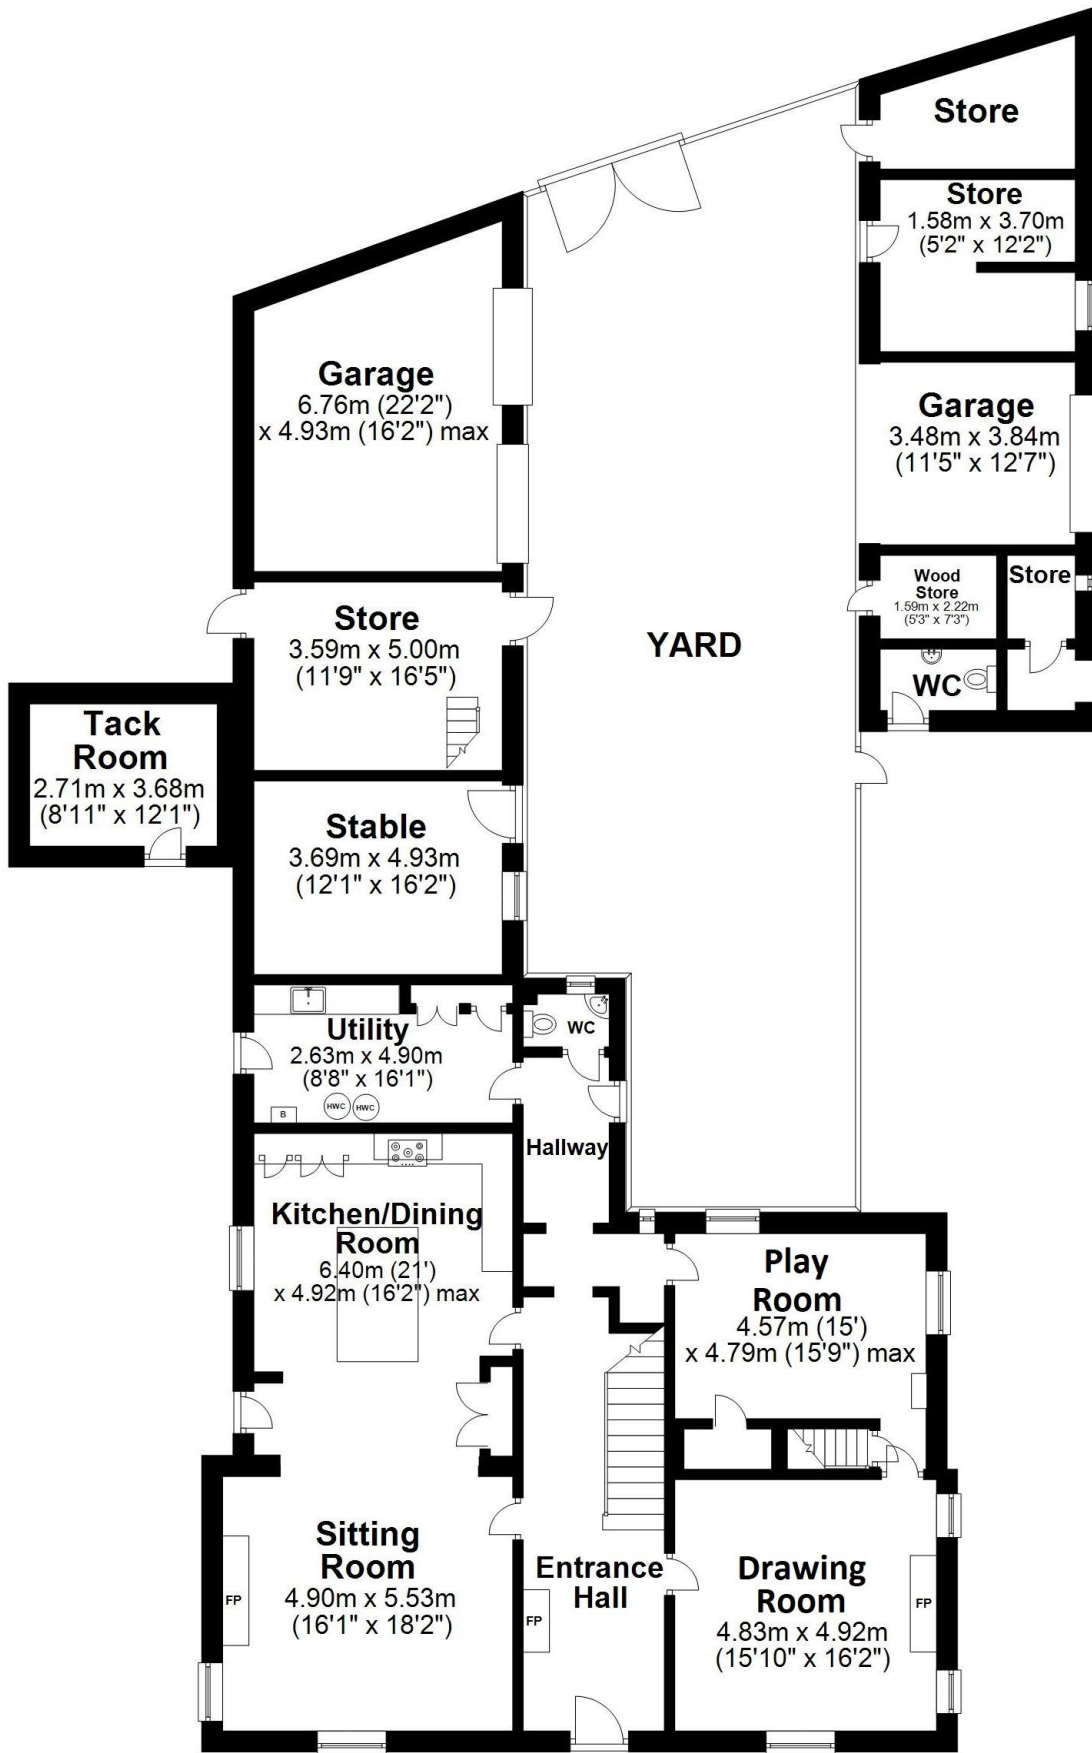 Store
Store
1.58m x 3.70m
(5'2" x 12'2")
Garage
6.76m (22'2")
x 4.93m (16'2") max
Garage
3.48m x 3.84m
(11'5" x 12'7")
Wood
Store
1.59m x 2.22m
(5'3" x 7'3")
Store
Store
3.59m x 5.00m
(11'9" x 16'5")
YARD
WC
Tack
Room
2.71m x 3.68m
(8'11" x 12'1")
Stable
3.69m x 4.93m
(12'1" x 16'2")
Utility
2.63m x 4.90m
(8'8" x 16'1")
B
HWC
HWC
WC
Hallway
Kitchen/Dining
Room
6.40m (21')
x 4.92m (16'2") max
Play
Room
4.57m (15')
x 4.79m (15'9") max
Sitting
Room
4.90m x 5.53m
(16'1" x 18'2")
FP
Entrance
Hall
FP
Drawing
Room
4.83m x 4.92m
(15'10" x 16'2")
FP